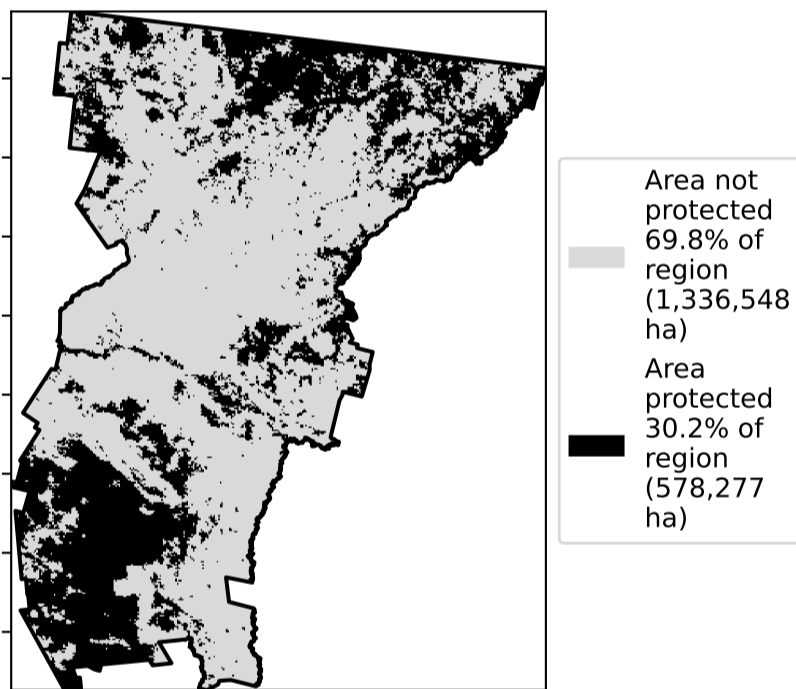 Area not
protected
69.8% of
region
(1,336,548
ha)
Area
protected
30.2% of
region
(578,277
ha)